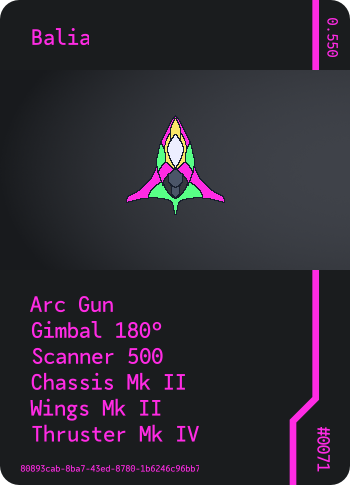 Balia
0.550
Arc Gun
Gimbal 180°
Scanner 500
Chassis Mk II
Wings Mk II
Thruster Mk IV
#0071
80893cab-8ba7-43ed-8780-1b6246c96bb7